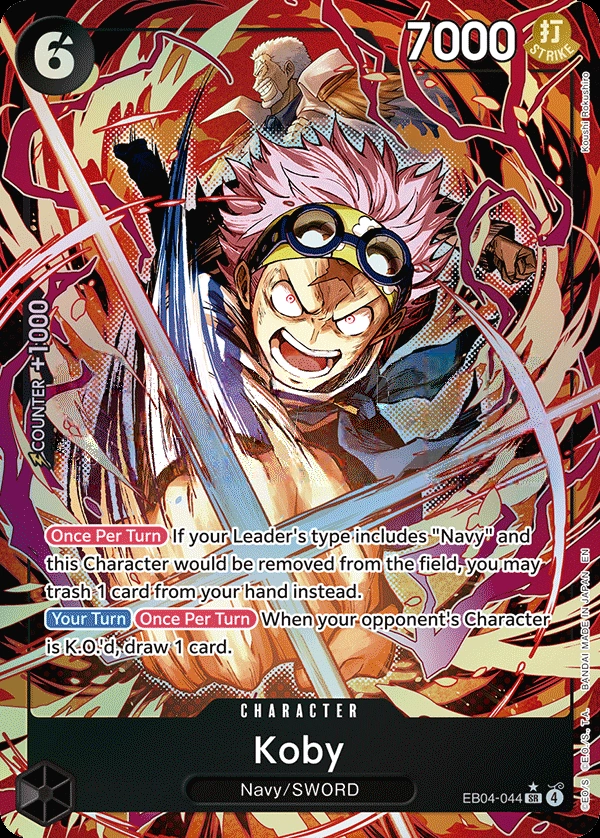 6
7000
打
STRIKE
Koushi Rokushiro
COUNTER +1000
Once Per Turn If your Leader's type includes "Navy" and
this Character would be removed from the field, you may
trash 1 card from your hand instead.
Your Turn Once Per Turn When your opponent's Character
is K.O.'d, draw 1 card.
BANDAI MADE IN JAPAN EN
©E.O./S., T.A.
CHARACTER
Koby
Navy/SWORD
EB04-044 SR 4